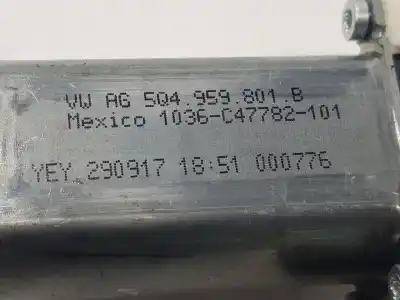 VW AG 5Q4.959.801.B
Mexico 1036-C47782-101
YEY 290917 18:51 000776